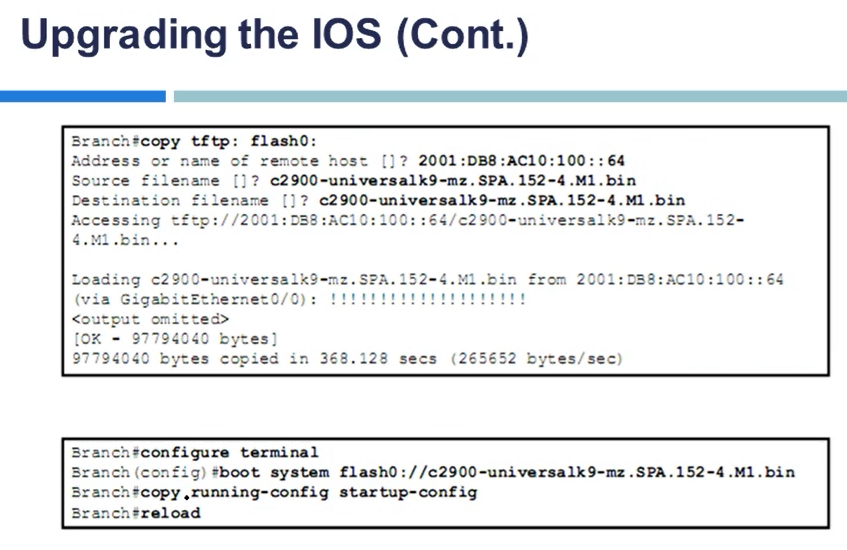 Upgrading the IOS (Cont.)
Branch#copy tftp: flash0:
Address or name of remote host []? 2001:DB8:AC10:100::64
Source filename []? c2900-universalk9-mz.SPA.152-4.M1.bin
Destination filename []? c2900-universalk9-mz.SPA.152-4.M1.bin
Accessing tftp://2001:DB8:AC10:100::64/c2900-universalk9-mz.SPA.152-
4.M1.bin...
Loading c2900-universalk9-mz.SPA.152-4.M1.bin from 2001:DB8:AC10:100::64
(via GigabitEthernet0/0): !!!!!!!!!!!!!!!!!!!!
<output omitted>
[OK - 97794040 bytes]
97794040 bytes copied in 368.128 secs (265652 bytes/sec)
Branch#configure terminal
Branch(config)#boot system flash0://c2900-universalk9-mz.SPA.152-4.M1.bin
Branch#copy running-config startup-config
Branch#reload